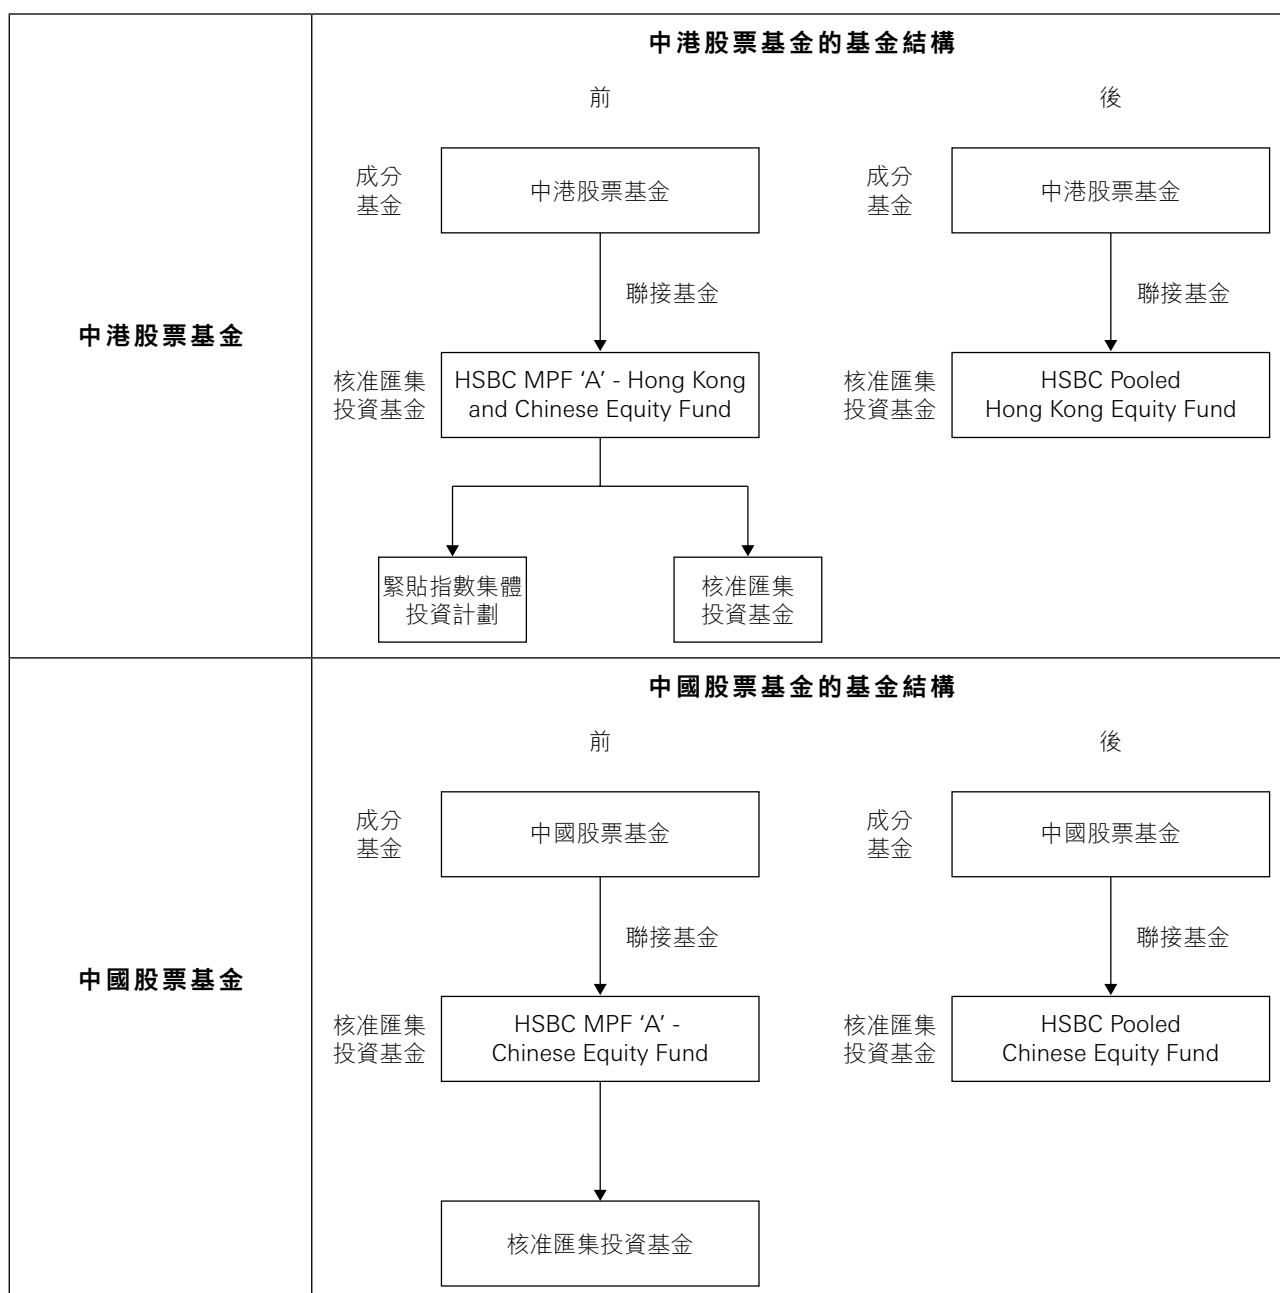 中港股票基金
中港股票基金的基金結構
前
後
成分
基金
中港股票基金
成分
基金
中港股票基金
聯接基金
聯接基金
核准匯集
投資基金
HSBC MPF ‘A’ - Hong Kong
and Chinese Equity Fund
核准匯集
投資基金
HSBC Pooled
Hong Kong Equity Fund
緊貼指數集體
投資計劃
核准匯集
投資基金
中國股票基金
中國股票基金的基金結構
前
後
成分
基金
中國股票基金
成分
基金
中國股票基金
聯接基金
聯接基金
核准匯集
投資基金
HSBC MPF ‘A’ -
Chinese Equity Fund
核准匯集
投資基金
HSBC Pooled
Chinese Equity Fund
核准匯集投資基金